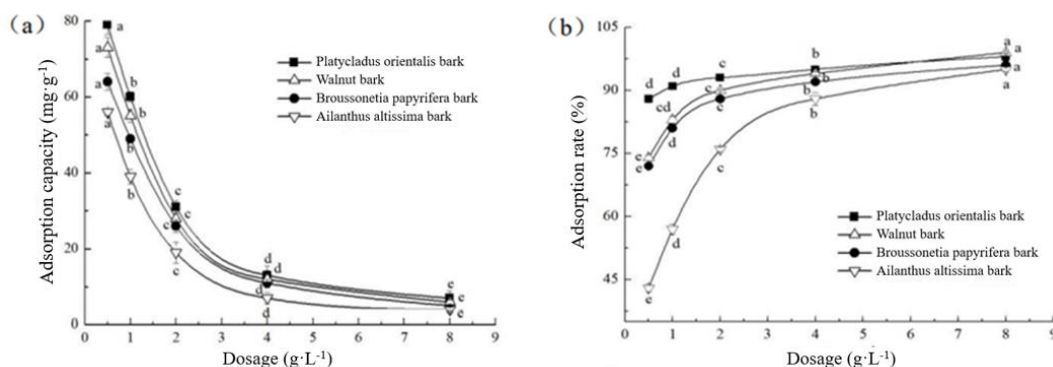 (a)
80
60
40
20
0
Adsorption capacity (mg·g⁻¹)
Platycladus orientalis bark
Walnut bark
Broussonetia papyrifera bark
Ailanthus altissima bark
a
a
a
a
b
b
b
b
c
c
c
c
d
d
d
d
e
e
e
0 1 2 3 4 5 6 7 8 9
Dosage (g·L⁻¹)
(b)
105
90
75
60
45
Adsorption rate (%)
d
d
c
b
a
a
e
cd
c
b
a
e
d
c
b
a
e
d
c
b
Platycladus orientalis bark
Walnut bark
Broussonetia papyrifera bark
Ailanthus altissima bark
0 1 2 3 4 5 6 7 8 9
Dosage (g·L⁻¹)